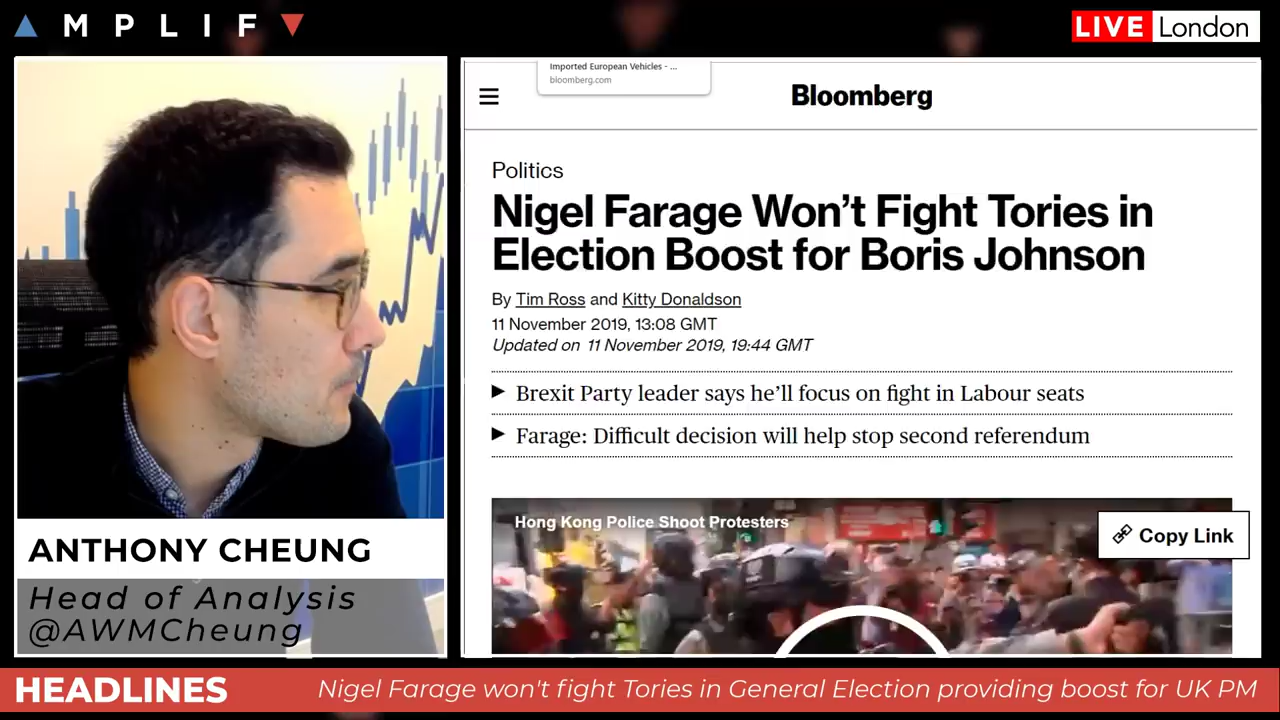 AMPLIFY
LIVE London
Imported European Vehicles - ...
bloomberg.com
Bloomberg
Politics
Nigel Farage Won’t Fight Tories in
Election Boost for Boris Johnson
By Tim Ross and Kitty Donaldson
11 November 2019, 13:08 GMT
Updated on 11 November 2019, 19:44 GMT
Brexit Party leader says he’ll focus on fight in Labour seats
Farage: Difficult decision will help stop second referendum
Hong Kong Police Shoot Protesters
Copy Link
ANTHONY CHEUNG
Head of Analysis
@AWMCheung
HEADLINES
Nigel Farage won't fight Tories in General Election providing boost for UK PM